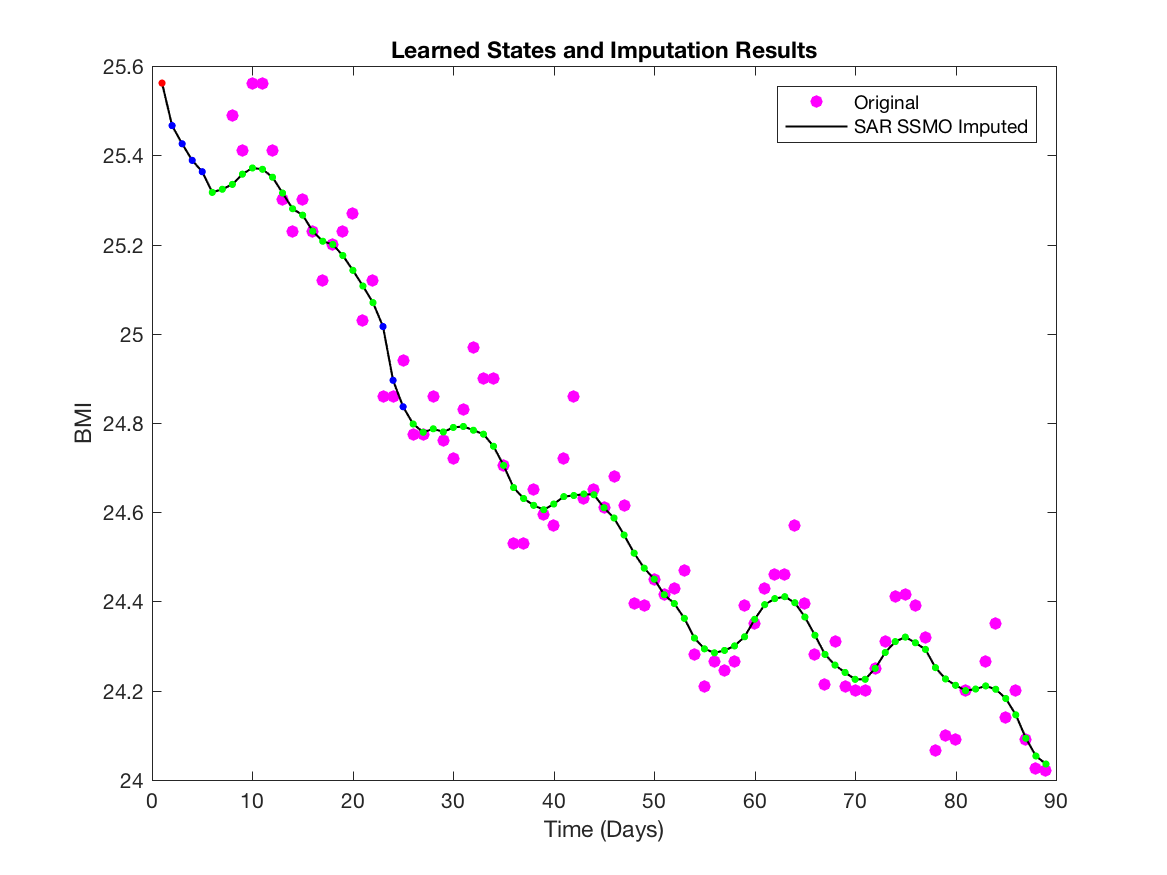 Learned States and Imputation Results
Original
SAR SSMO Imputed
BMI
25.6
25.4
25.2
25
24.8
24.6
24.4
24.2
24
0 10 20 30 40 50 60 70 80 90
Time (Days)